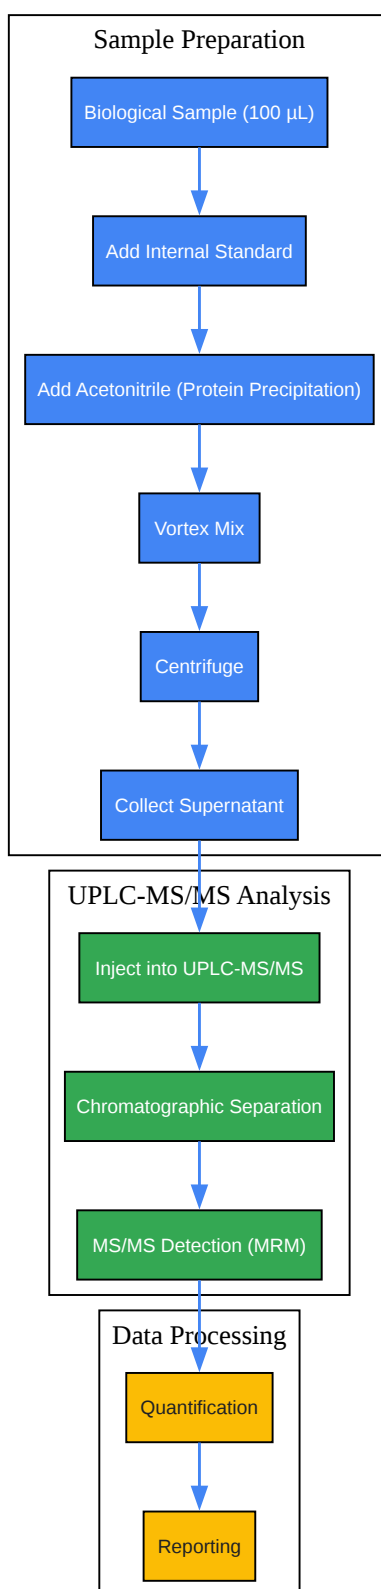 Sample Preparation
Biological Sample (100 µL)
Add Internal Standard
Add Acetonitrile (Protein Precipitation)
Vortex Mix
Centrifuge
Collect Supernatant
UPLC-MS/MS Analysis
Inject into UPLC-MS/MS
Chromatographic Separation
MS/MS Detection (MRM)
Data Processing
Quantification
Reporting